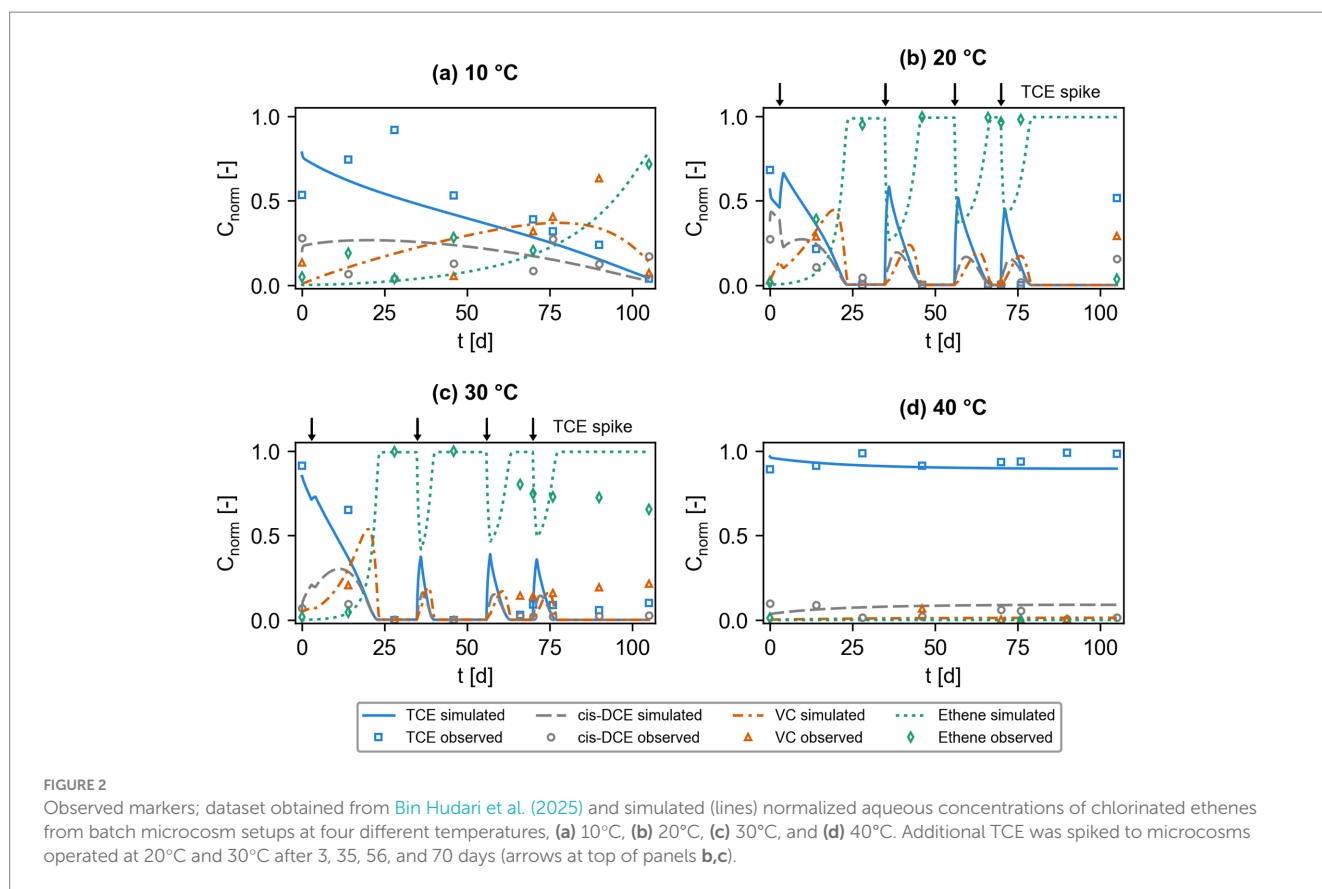 (a) 10 °C
1.0
0.5
0.0
C_norm [-]
0 25 50 75 100
t [d]
(b) 20 °C
TCE spike
1.0
0.5
0.0
C_norm [-]
0 25 50 75 100
t [d]
(c) 30 °C
TCE spike
1.0
0.5
0.0
C_norm [-]
0 25 50 75 100
t [d]
(d) 40 °C
1.0
0.5
0.0
C_norm [-]
0 25 50 75 100
t [d]
TCE simulated cis-DCE simulated VC simulated Ethene simulated
TCE observed cis-DCE observed VC observed Ethene observed
FIGURE 2
Observed markers; dataset obtained from Bin Hudari et al. (2025) and simulated (lines) normalized aqueous concentrations of chlorinated ethenes
from batch microcosm setups at four different temperatures, (a) 10°C, (b) 20°C, (c) 30°C, and (d) 40°C. Additional TCE was spiked to microcosms
operated at 20°C and 30°C after 3, 35, 56, and 70 days (arrows at top of panels b,c).